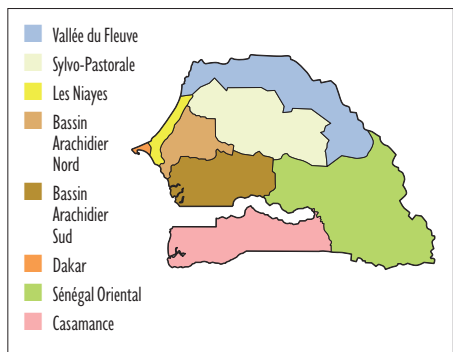 Vallée du Fleuve
Sylvo-Pastorale
Les Niayes
Bassin
Arachidier
Nord
Bassin
Arachidier
Sud
Dakar
Sénégal Oriental
Casamance